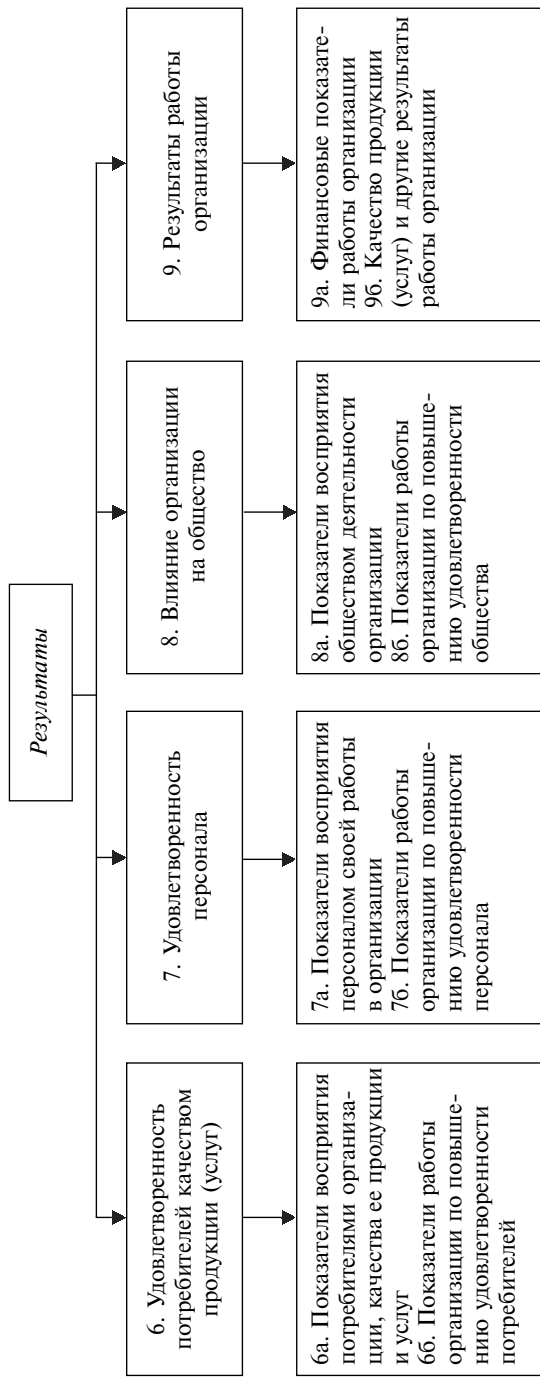 Результаты
6. Удовлетворенность
потребителей качеством
продукции (услуг)
7. Удовлетворенность
персонала
8. Влияние организации
на общество
9. Результаты работы
организации
6а. Показатели восприятия
потребителями организа-
ции, качества ее продукции
и услуг
6б. Показатели работы
организации по повыше-
нию удовлетворенности
потребителей
7а. Показатели восприятия
персоналом своей работы
в организации
7б. Показатели работы
организации по повыше-
нию удовлетворенности
персонала
8а. Показатели восприятия
обществом деятельности
организации
8б. Показатели работы
организации по повыше-
нию удовлетворенности
общества
9а. Финансовые показате-
ли работы организации
9б. Качество продукции
(услуг) и другие результаты
работы организации